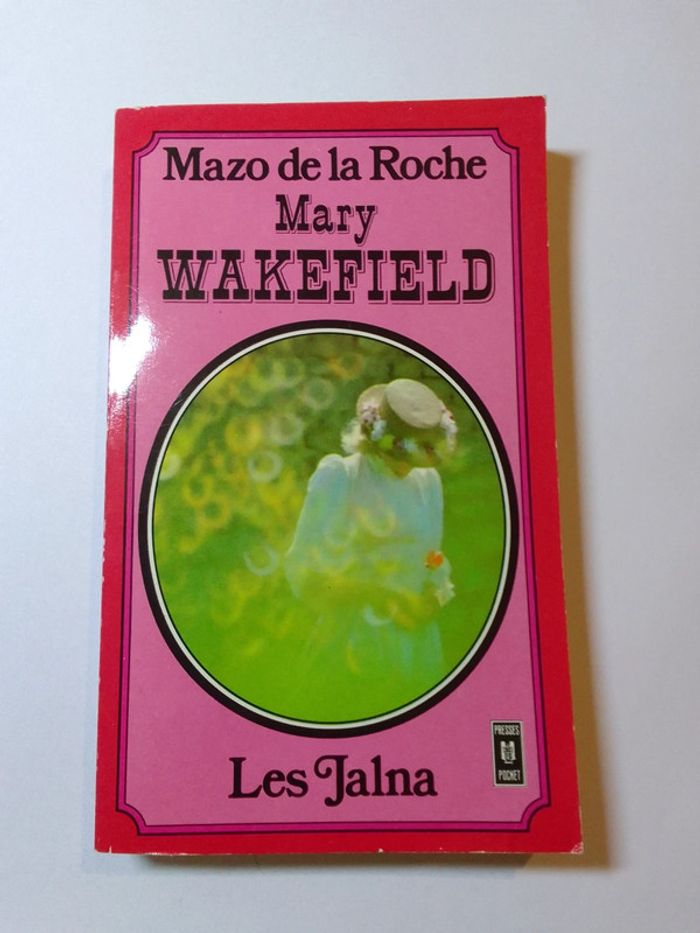 Mazo de la Roche
Mary
WAKEFIELD
Les Jalna
PRESSES
POCKET